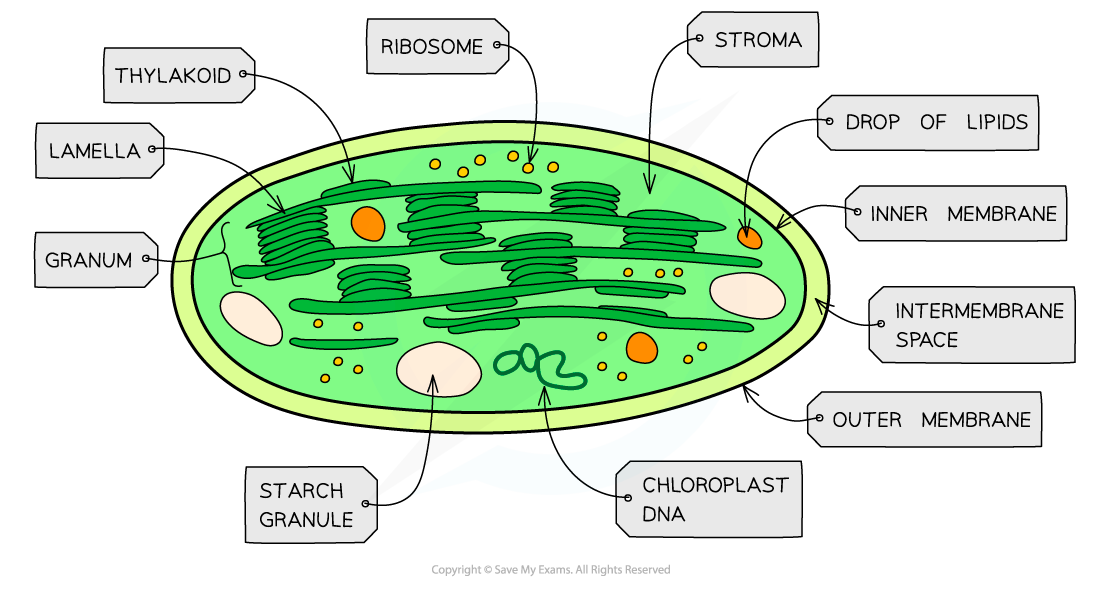 RIBOSOME
STROMA
THYLAKOID
DROP OF LIPIDS
LAMELLA
INNER MEMBRANE
GRANUM
INTERMEMBRANE
SPACE
OUTER MEMBRANE
STARCH
GRANULE
CHLOROPLAST
DNA
Copyright © Save My Exams. All Rights Reserved